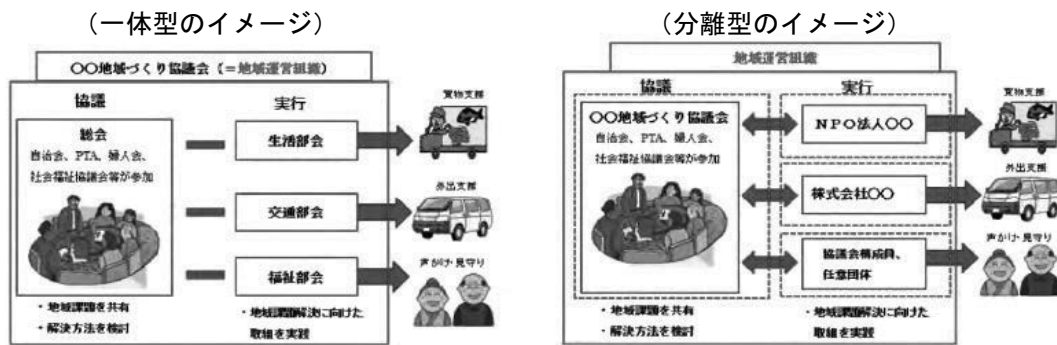 （一体型のイメージ）
〇〇地域づくり協議会（＝地域運営組織）
協議
実行
総会
自治会、PTA、婦人会、
社会福祉協議会等が参加
生活部会
交通部会
福祉部会
買物支援
外出支援
声がけ・見守り
・地域課題を共有
・解決方法を検討
・地域課題解決に向けた
取組を実践
（分離型のイメージ）
地域運営組織
協議
実行
〇〇地域づくり協議会
自治会、PTA、婦人会、
社会福祉協議会等が参加
ＮＰＯ法人〇〇
株式会社〇〇
協議会構成員、
任意団体
買物支援
外出支援
声がけ・見守り
・地域課題を共有
・解決方法を検討
・地域課題解決に向けた
取組を実践